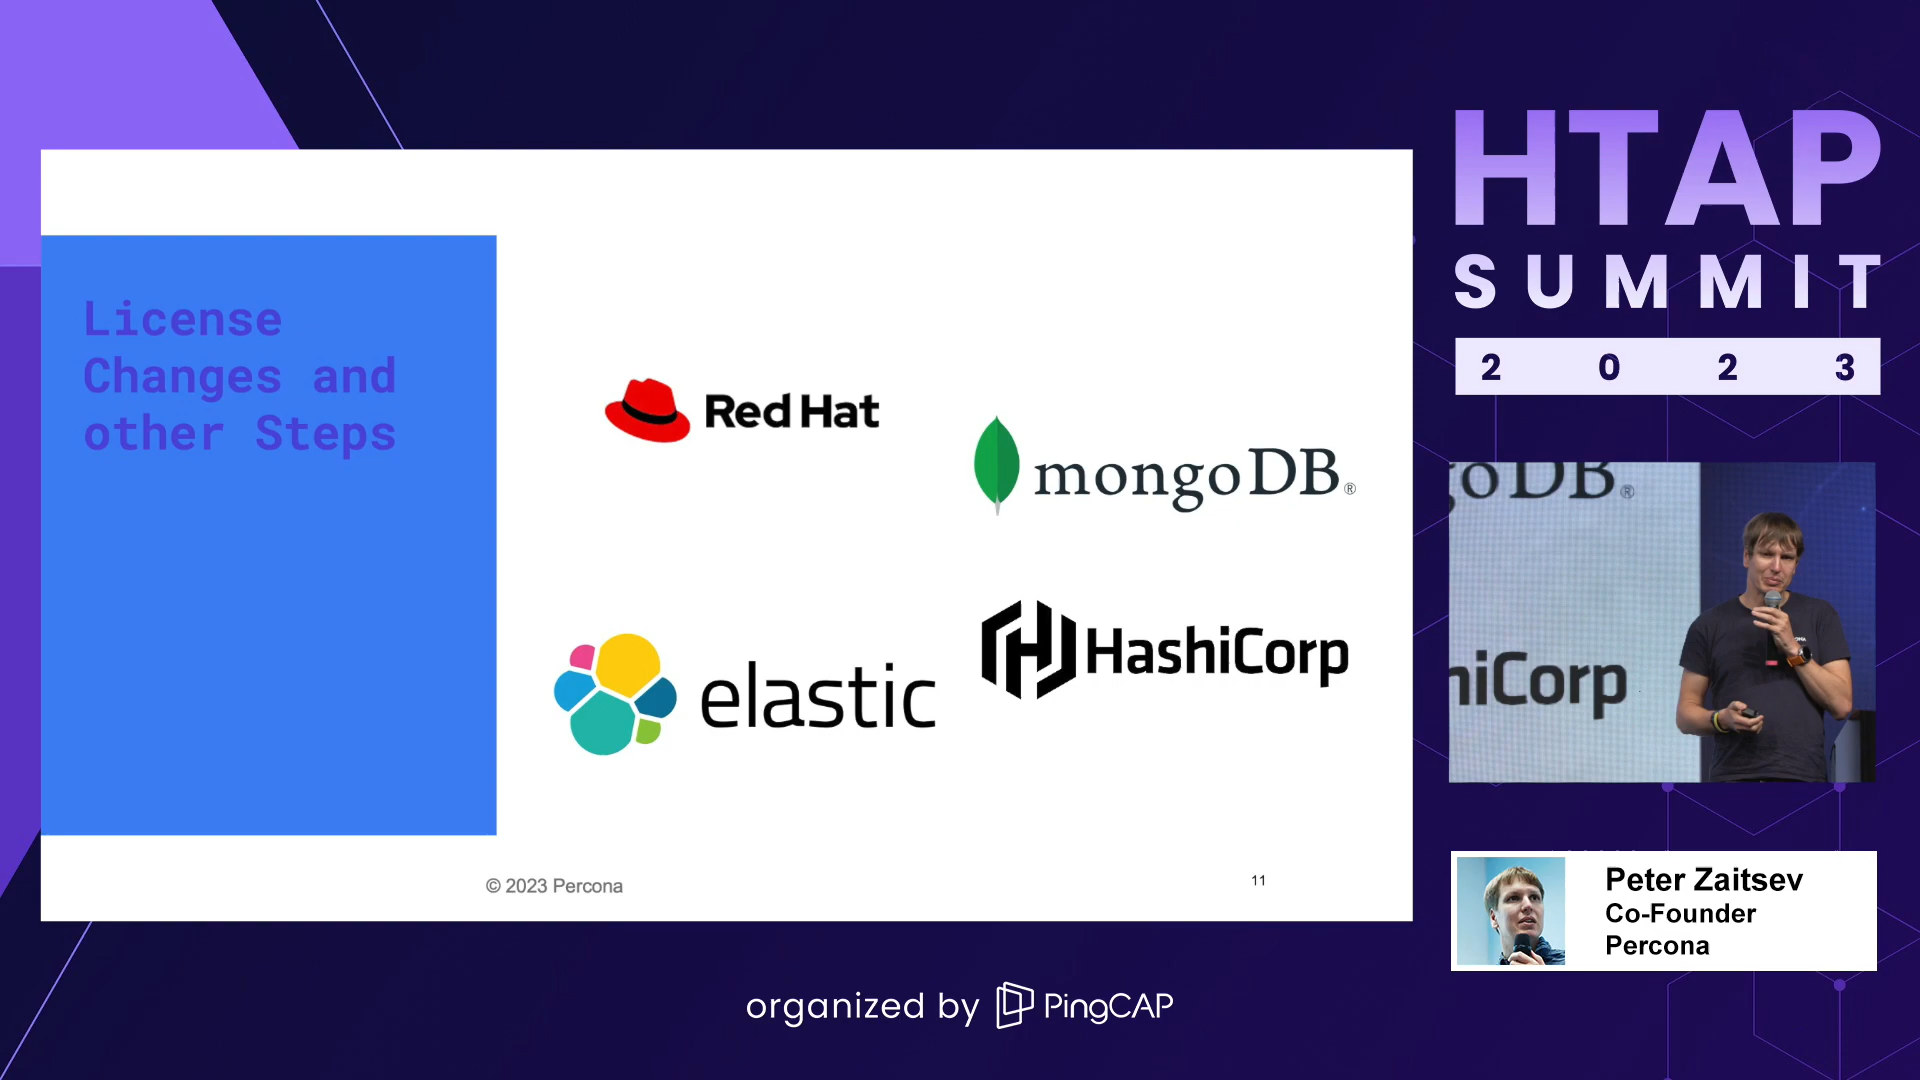 License
Changes and
other Steps
Red Hat
mongoDB®
elastic
HashiCorp
© 2023 Percona
11
HTAP
SUMMIT
2 0 2 3
oDB®
hiCorp
Peter Zaitsev
Co-Founder
Percona
organized by PingCAP